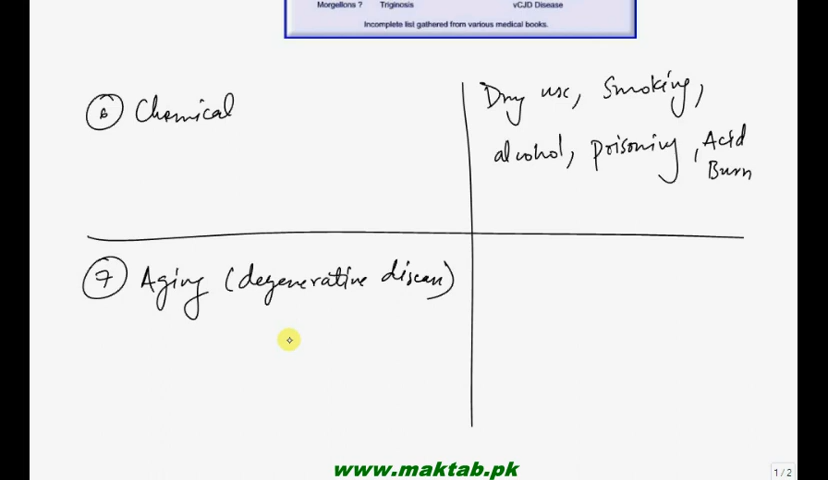 Morgellons ? Triginosis vCJD Disease
Incomplete list gathered from various medical books.
6 Chemical
Drug use, Smoking,
alcohol, Poisoning, Acid
Burn
7 Aging (degenerative disease)
www.maktab.pk
1/2